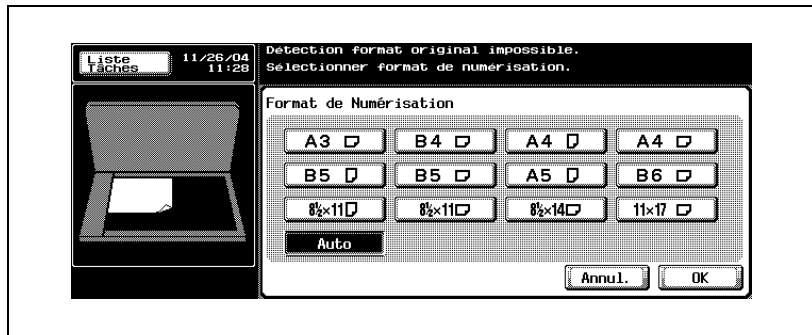 Liste
Tâches
11/26/04
11:28
Détection format original impossible.
Sélectionner format de numérisation.
Format de Numérisation
A3 B4 A4 A4
B5 B5 A5 B6
8½×11 8½×11 8½×14 11×17
Auto
Annul. OK